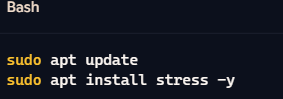 Bash
sudo apt update
sudo apt install stress -y